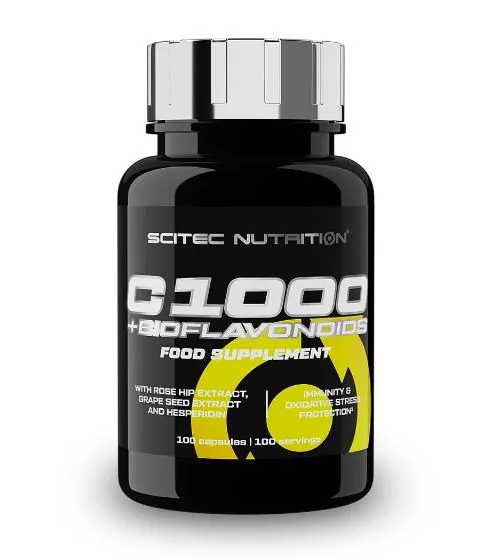 SCITEC NUTRITION®
C1000
+BIOFLAVONOIDS
FOOD SUPPLEMENT
WITH ROSE HIP EXTRACT,
GRAPE SEED EXTRACT
AND HESPERIDIN
IMMUNITY &
OXIDATIVE STRESS
PROTECTION¹
100 capsules | 100 servings